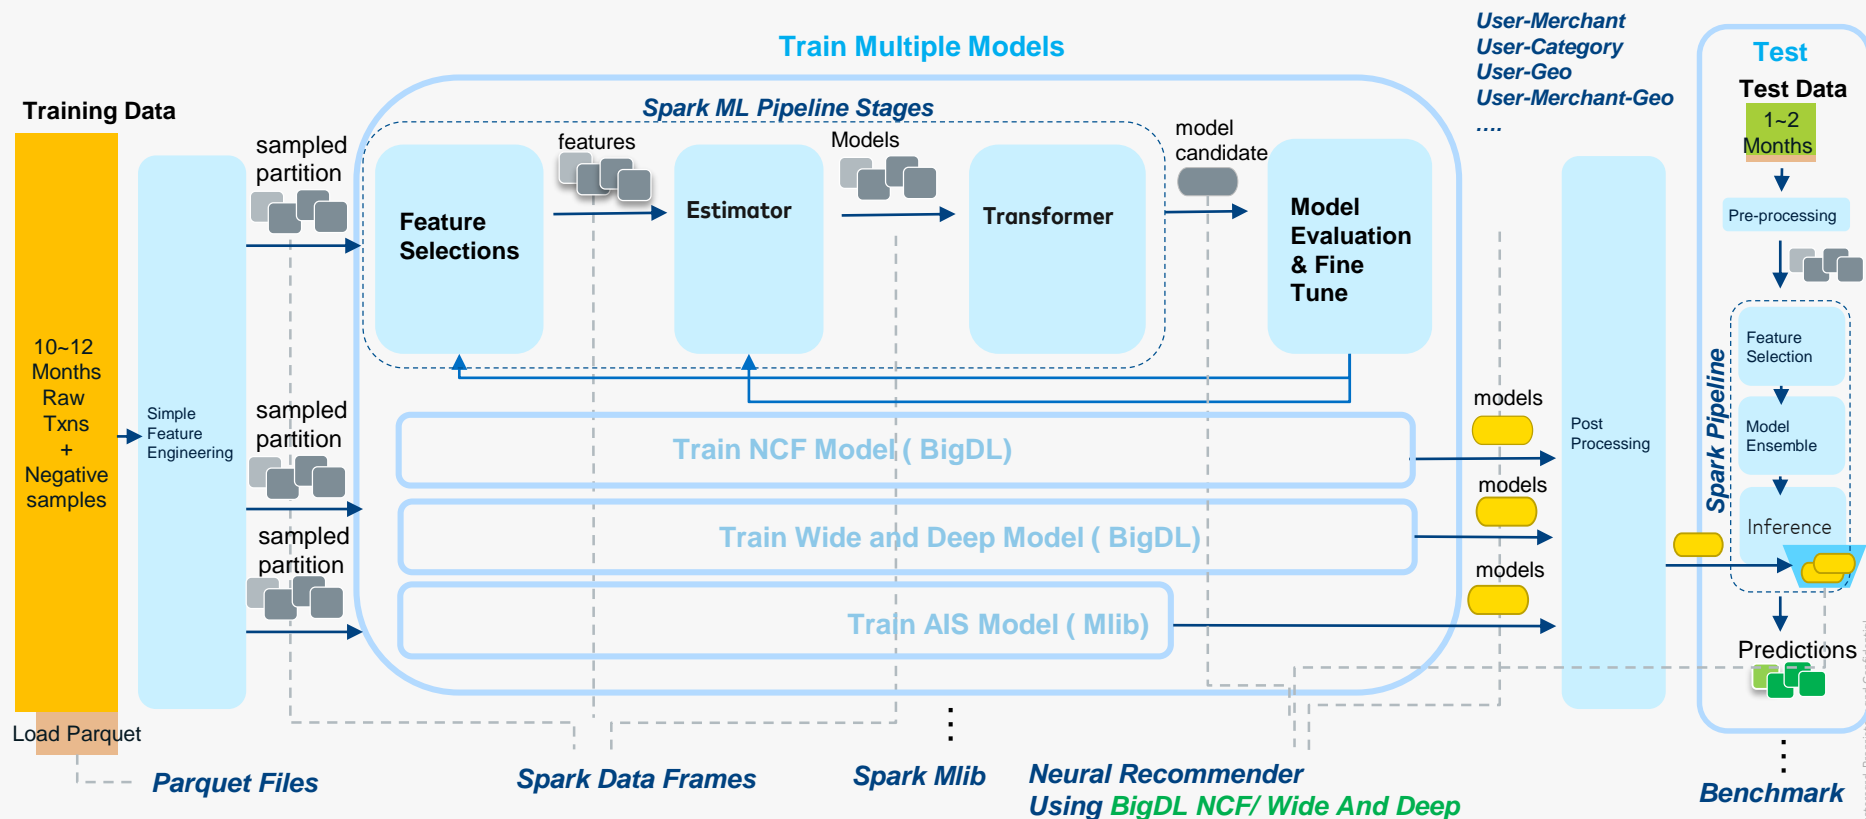 Train Multiple Models
User-Merchant
User-Category
User-Geo
User-Merchant-Geo
....
Test
Test Data
1~2
Months
Training Data
Spark ML Pipeline Stages
sampled
partition
features
Models
model
candidate
Feature
Selections
Estimator
Transformer
Model
Evaluation
& Fine
Tune
Pre-processing
10~12
Months
Raw
Txns
+
Negative
samples
Simple
Feature
Engineering
sampled
partition
sampled
partition
Train NCF Model ( BigDL)
Train Wide and Deep Model ( BigDL)
Train AIS Model ( Mlib)
models
models
models
Post
Processing
Spark Pipeline
Feature
Selection
Model
Ensemble
Inference
Predictions
Load Parquet
Parquet Files
Spark Data Frames
Spark Mlib
Neural Recommender
Using BigDL NCF/ Wide And Deep
Benchmark